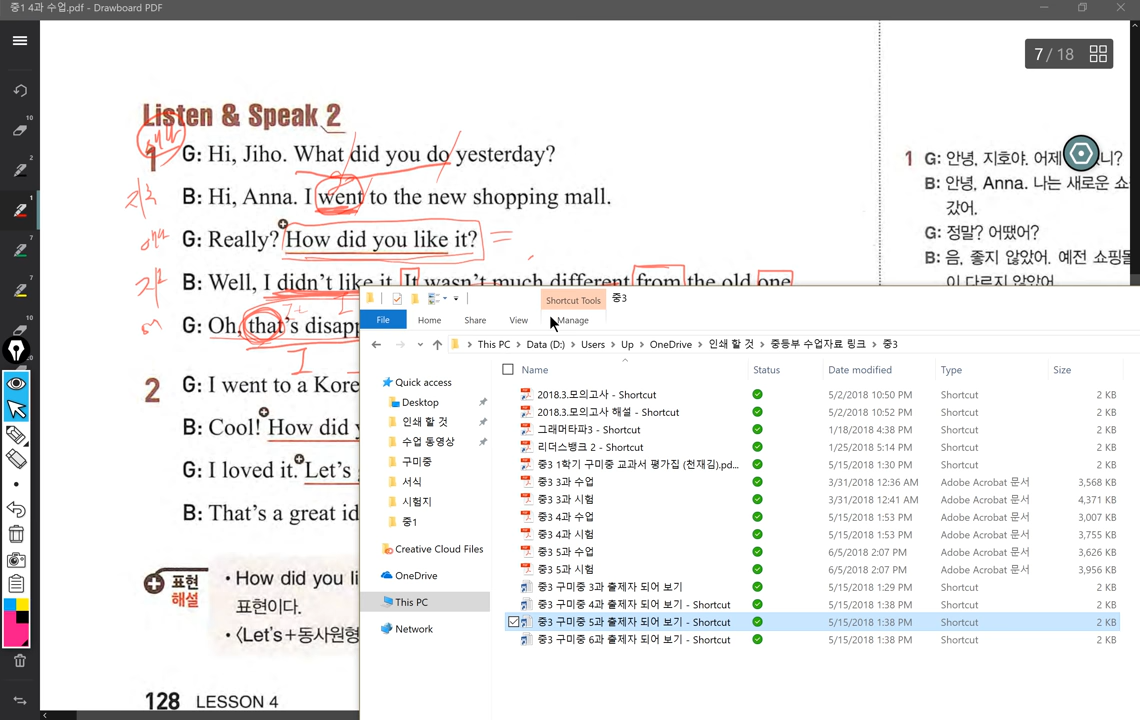 중1 4과 수업.pdf - Drawboard PDF
7 / 18
Listen & Speak 2
1 G: Hi, Jiho. What did you do yesterday?
B: Hi, Anna. I went to the new shopping mall.
G: Really? How did you like it?
B: Well, I didn't like it. It wasn't much different from the old one
G: Oh, that's disapp
2 G: I went to a Kore
B: Cool! How did y
G: I loved it. Let's
B: That's a great id
표현
해설
• How did you li
표현이다.
• 〈Let's+동사원형
128 LESSON 4
1 G: 안녕, 지호야. 어제 니?
B: 안녕, Anna. 나는 새로운 쇼
갔어.
G: 정말? 어땠어?
B: 음, 좋지 않았어. 예전 쇼핑몰
이 다르지 않았어.
Shortcut Tools 중3
File Home Share View Manage
This PC > Data (D:) > Users > Up > OneDrive > 인쇄 할 것 > 중등부 수업자료 링크 > 중3
Quick access
Desktop
인쇄 할 것
수업 동영상
구미중
서식
시험지
중1
Creative Cloud Files
OneDrive
This PC
Network
Name Status Date modified Type Size
2018.3.모의고사 - Shortcut 5/2/2018 10:50 PM Shortcut 2 KB
2018.3.모의고사 해설 - Shortcut 5/2/2018 10:52 PM Shortcut 2 KB
그래머타파3 - Shortcut 1/18/2018 4:38 PM Shortcut 2 KB
리더스뱅크 2 - Shortcut 1/25/2018 5:14 PM Shortcut 2 KB
중3 1학기 구미중 교과서 평가집 (천재김).pd... 5/15/2018 1:30 PM Shortcut 2 KB
중3 3과 수업 3/31/2018 12:36 AM Adobe Acrobat 문서 3,568 KB
중3 3과 시험 3/31/2018 12:41 AM Adobe Acrobat 문서 4,371 KB
중3 4과 수업 5/15/2018 1:53 PM Adobe Acrobat 문서 3,007 KB
중3 4과 시험 5/15/2018 1:53 PM Adobe Acrobat 문서 3,755 KB
중3 5과 수업 6/5/2018 2:07 PM Adobe Acrobat 문서 3,626 KB
중3 5과 시험 6/5/2018 2:07 PM Adobe Acrobat 문서 3,956 KB
중3 구미중 3과 출제자 되어 보기 5/15/2018 1:29 PM Shortcut 2 KB
중3 구미중 4과 출제자 되어 보기 - Shortcut 5/15/2018 1:38 PM Shortcut 2 KB
중3 구미중 5과 출제자 되어 보기 - Shortcut 5/15/2018 1:38 PM Shortcut 2 KB
중3 구미중 6과 출제자 되어 보기 - Shortcut 5/15/2018 1:38 PM Shortcut 2 KB